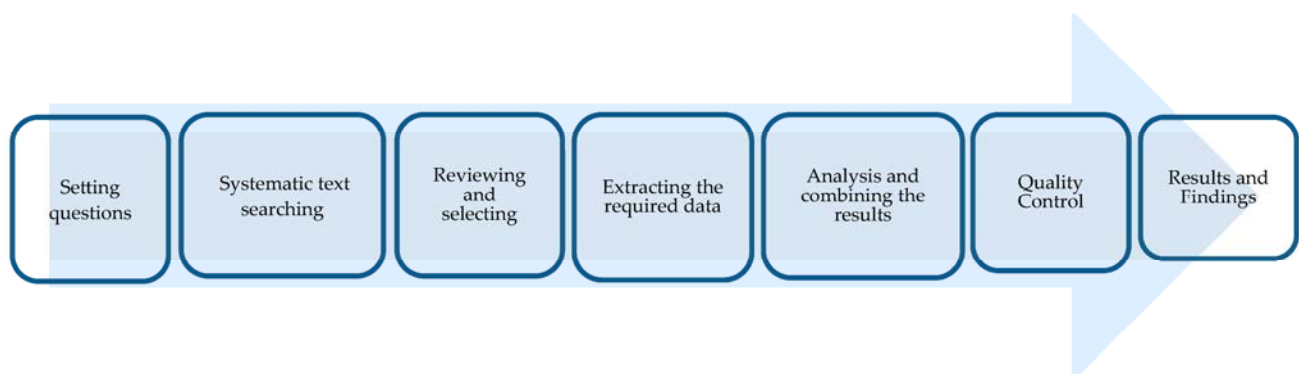 Setting
questions
Systematic text
searching
Reviewing
and
selecting
Extracting the
required data
Analysis and
combining the
results
Quality
Control
Results and
Findings